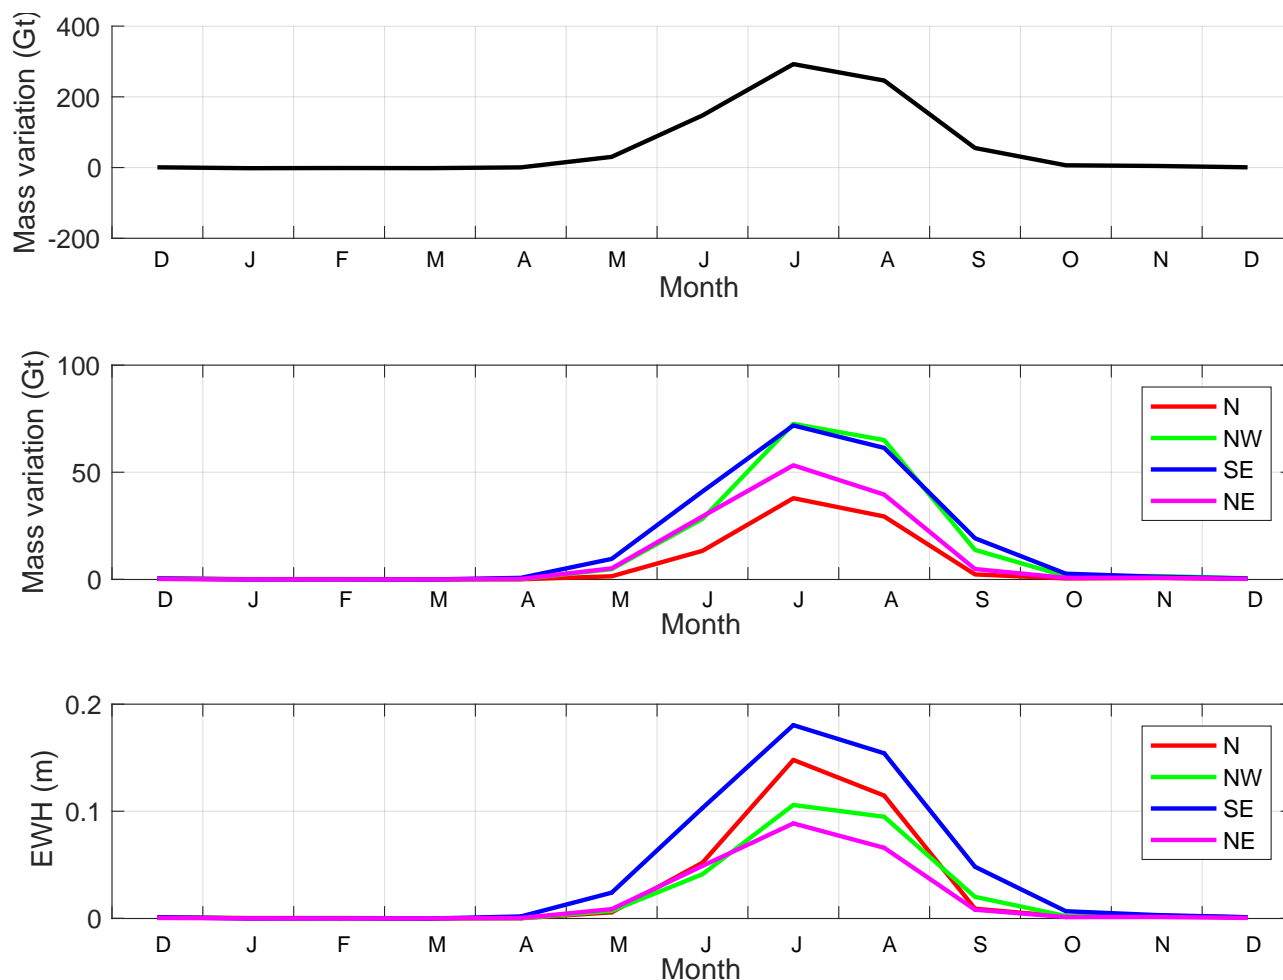 Mass variation (Gt)
400
200
0
-200
D J F M A M J J A S O N D
Month
Mass variation (Gt)
100
50
0
N
NW
SE
NE
D J F M A M J J A S O N D
Month
EWH (m)
0.2
0.1
0
N
NW
SE
NE
D J F M A M J J A S O N D
Month